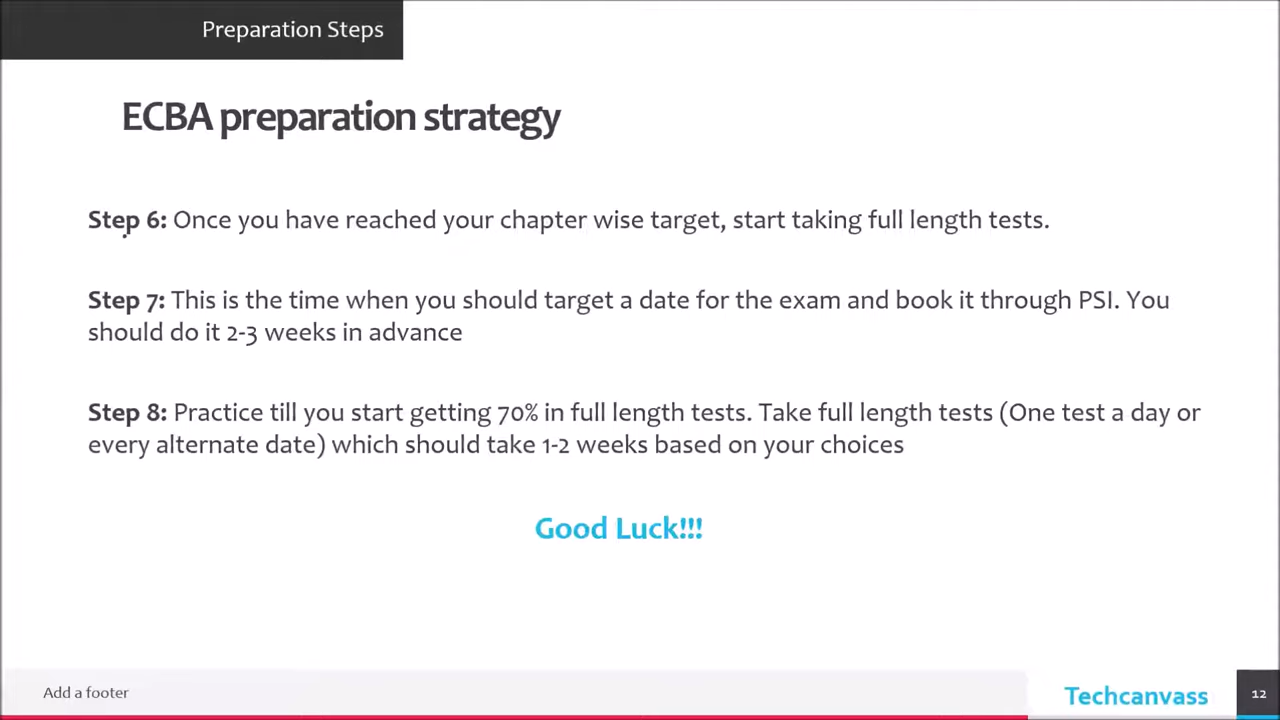 Preparation Steps
ECBA preparation strategy
Step 6: Once you have reached your chapter wise target, start taking full length tests.
Step 7: This is the time when you should target a date for the exam and book it through PSI. You
should do it 2-3 weeks in advance
Step 8: Practice till you start getting 70% in full length tests. Take full length tests (One test a day or
every alternate date) which should take 1-2 weeks based on your choices
Good Luck!!!
Add a footer
Techcanvass
12